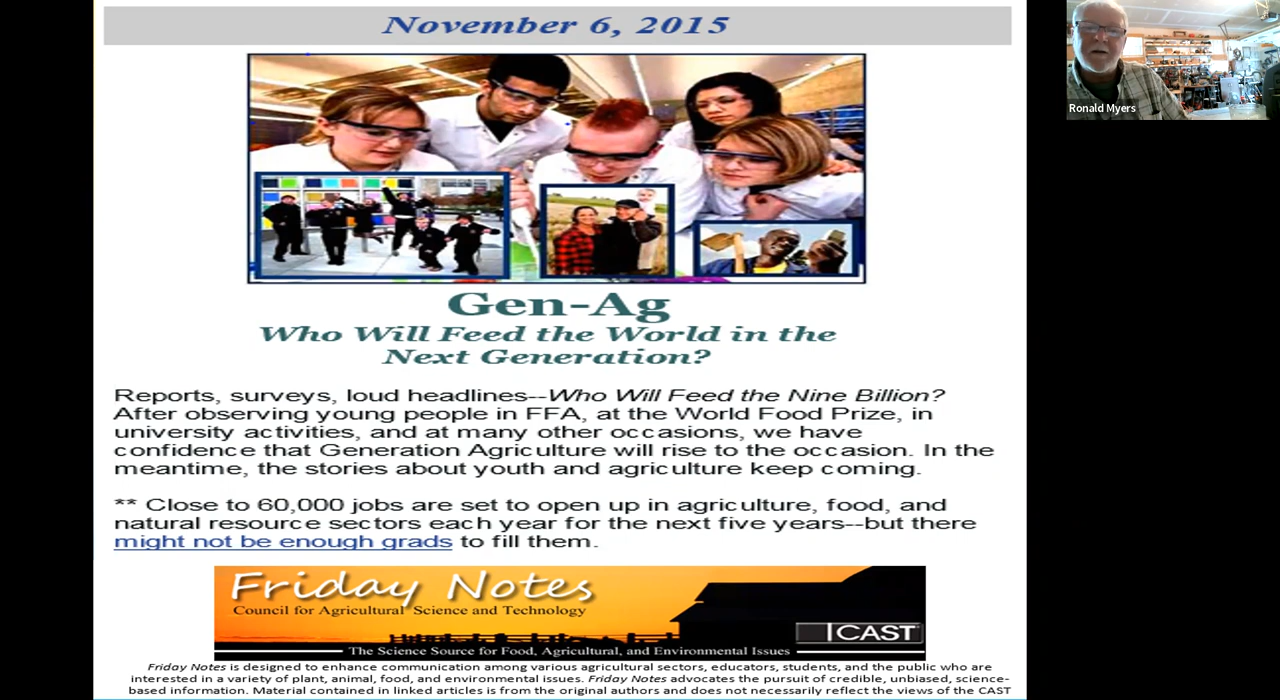 November 6, 2015
Ronald Myers
Gen-Ag
Who Will Feed the World in the
Next Generation?
Reports, surveys, loud headlines--Who Will Feed the Nine Billion?
After observing young people in FFA, at the World Food Prize, in
university activities, and at many other occasions, we have
confidence that Generation Agriculture will rise to the occasion. In the
meantime, the stories about youth and agriculture keep coming.
** Close to 60,000 jobs are set to open up in agriculture, food, and
natural resource sectors each year for the next five years--but there
might not be enough grads to fill them.
Friday Notes
Council for Agricultural Science and Technology
CAST
The Science Source for Food, Agricultural, and Environmental Issues
Friday Notes is designed to enhance communication among various agricultural sectors, educators, students, and the public who are
interested in a variety of plant, animal, food, and environmental issues. Friday Notes advocates the pursuit of credible, unbiased, science-
based information. Material contained in linked articles is from the original authors and does not necessarily reflect the views of the CAST